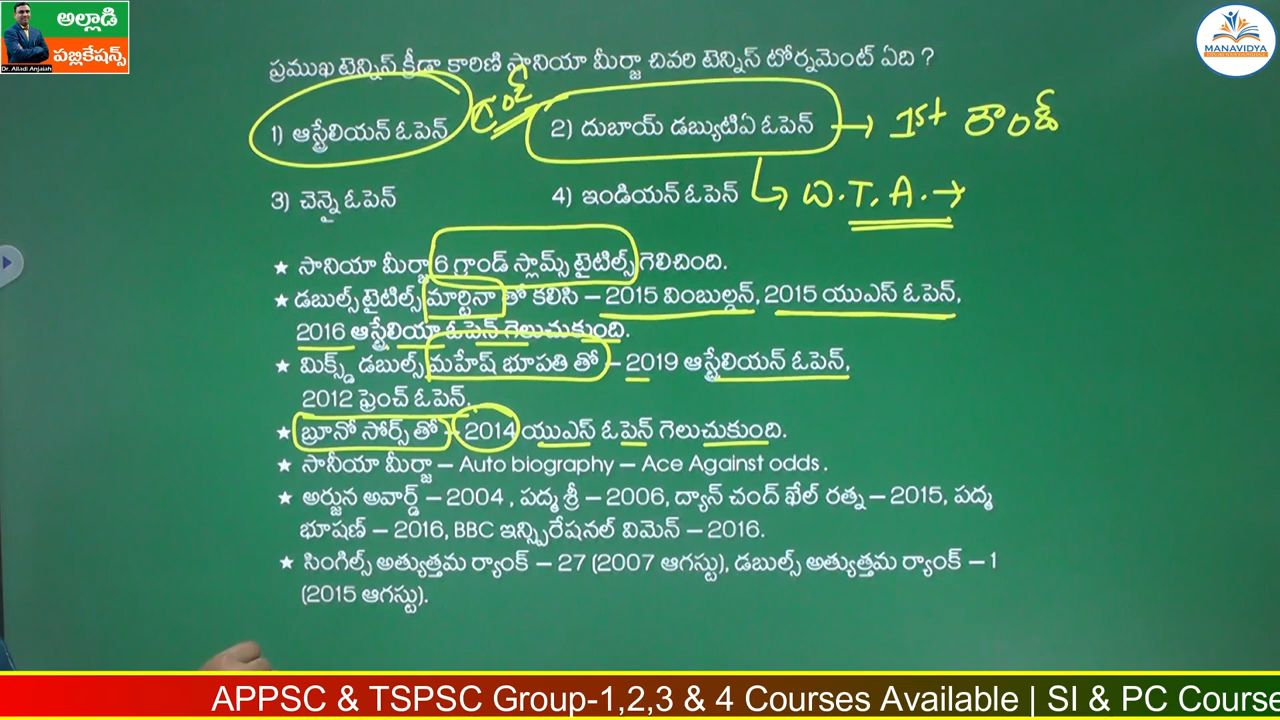 అల్లాడి
పబ్లికేషన్స్
Dr. Alladi Anjaiah
MANAVIDYA
ప్రముఖ టెన్నిస్ క్రీడా కారిణి సానియా మీర్జా చివరి టెన్నిస్ టోర్నమెంట్ ఏది ?
1) ఆస్ట్రేలియన్ ఓపెన్ 2) దుబాయ్ డబ్యుటిఏ ఓపెన్ → 1st రౌండ్
3) చెన్నై ఓపెన్ 4) ఇండియన్ ఓపెన్ W.T.A. →
★ సానియా మీర్జా 6 గ్రాండ్ స్లామ్స్ టైటిల్స్ గెలిచింది.
★ డబుల్స్ టైటిల్స్ మార్టినా తో కలిసి – 2015 వింబుల్డన్, 2015 యుఎస్ ఓపెన్,
2016 ఆస్ట్రేలియా ఓపెన్ గెలుచుకుంది.
★ మిక్స్డ్ డబుల్స్ మహేష్ భూపతి తో – 2019 ఆస్ట్రేలియన్ ఓపెన్,
2012 ఫ్రెంచ్ ఓపెన్.
★ బ్రూనో సోర్స్ తో – 2014 యుఎస్ ఓపెన్ గెలుచుకుంది.
★ సానీయా మీర్జా – Auto biography – Ace Against odds .
★ అర్జున అవార్డ్ – 2004 , పద్మ శ్రీ – 2006, ద్యాన్ చంద్ ఖేల్ రత్న – 2015, పద్మ
భూషణ్ – 2016, BBC ఇన్స్పిరేషనల్ విమెన్ – 2016.
★ సింగిల్స్ అత్యుత్తమ ర్యాంక్ – 27 (2007 ఆగస్టు), డబుల్స్ అత్యుత్తమ ర్యాంక్ – 1
(2015 ఆగస్టు).
APPSC & TSPSC Group-1,2,3 & 4 Courses Available | SI & PC Course